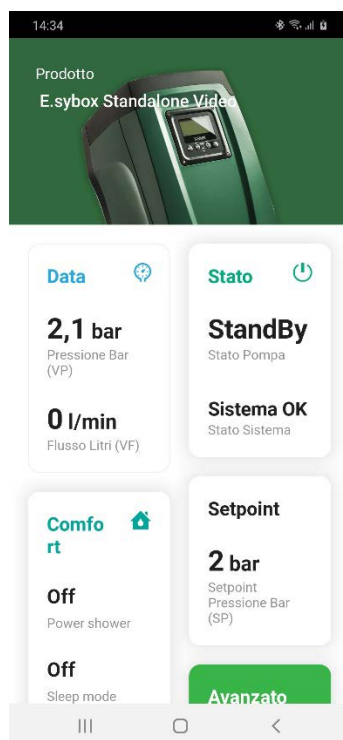 14:34
Prodotto
E.sybox Standalone Video
Data
2,1 bar
Pressione Bar
(VP)
0 l/min
Flusso Litri (VF)
Stato
StandBy
Stato Pompa
Sistema OK
Stato Sistema
Comfo
rt
Off
Power shower
Off
Sleep mode
Setpoint
2 bar
Setpoint
Pressione Bar
(SP)
Avanzato